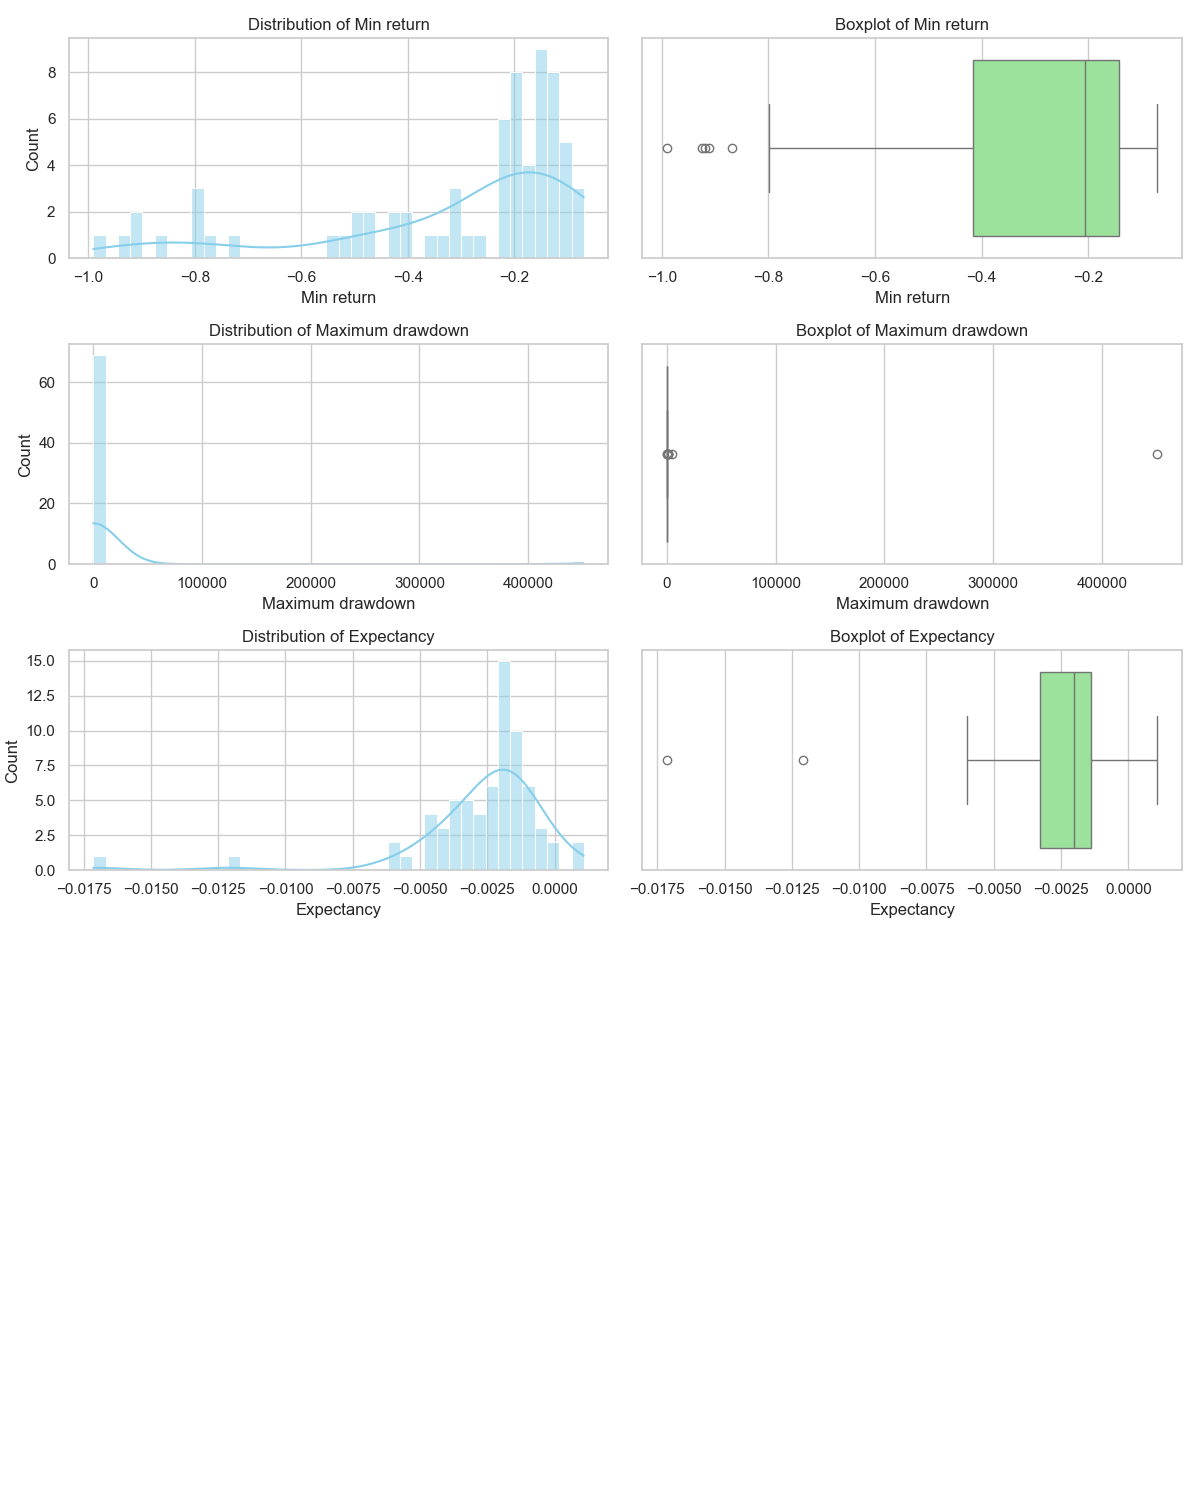 Distribution of Min return
Boxplot of Min return
Count
8
6
4
2
0
−1.0 −0.8 −0.6 −0.4 −0.2
Min return
−1.0 −0.8 −0.6 −0.4 −0.2
Min return
Distribution of Maximum drawdown
Boxplot of Maximum drawdown
Count
60
40
20
0
0 100000 200000 300000 400000
Maximum drawdown
0 100000 200000 300000 400000
Maximum drawdown
Distribution of Expectancy
Boxplot of Expectancy
Count
15.0
12.5
10.0
7.5
5.0
2.5
0.0
−0.0175 −0.0150 −0.0125 −0.0100 −0.0075 −0.0050 −0.0025 0.0000
Expectancy
−0.0175 −0.0150 −0.0125 −0.0100 −0.0075 −0.0050 −0.0025 0.0000
Expectancy